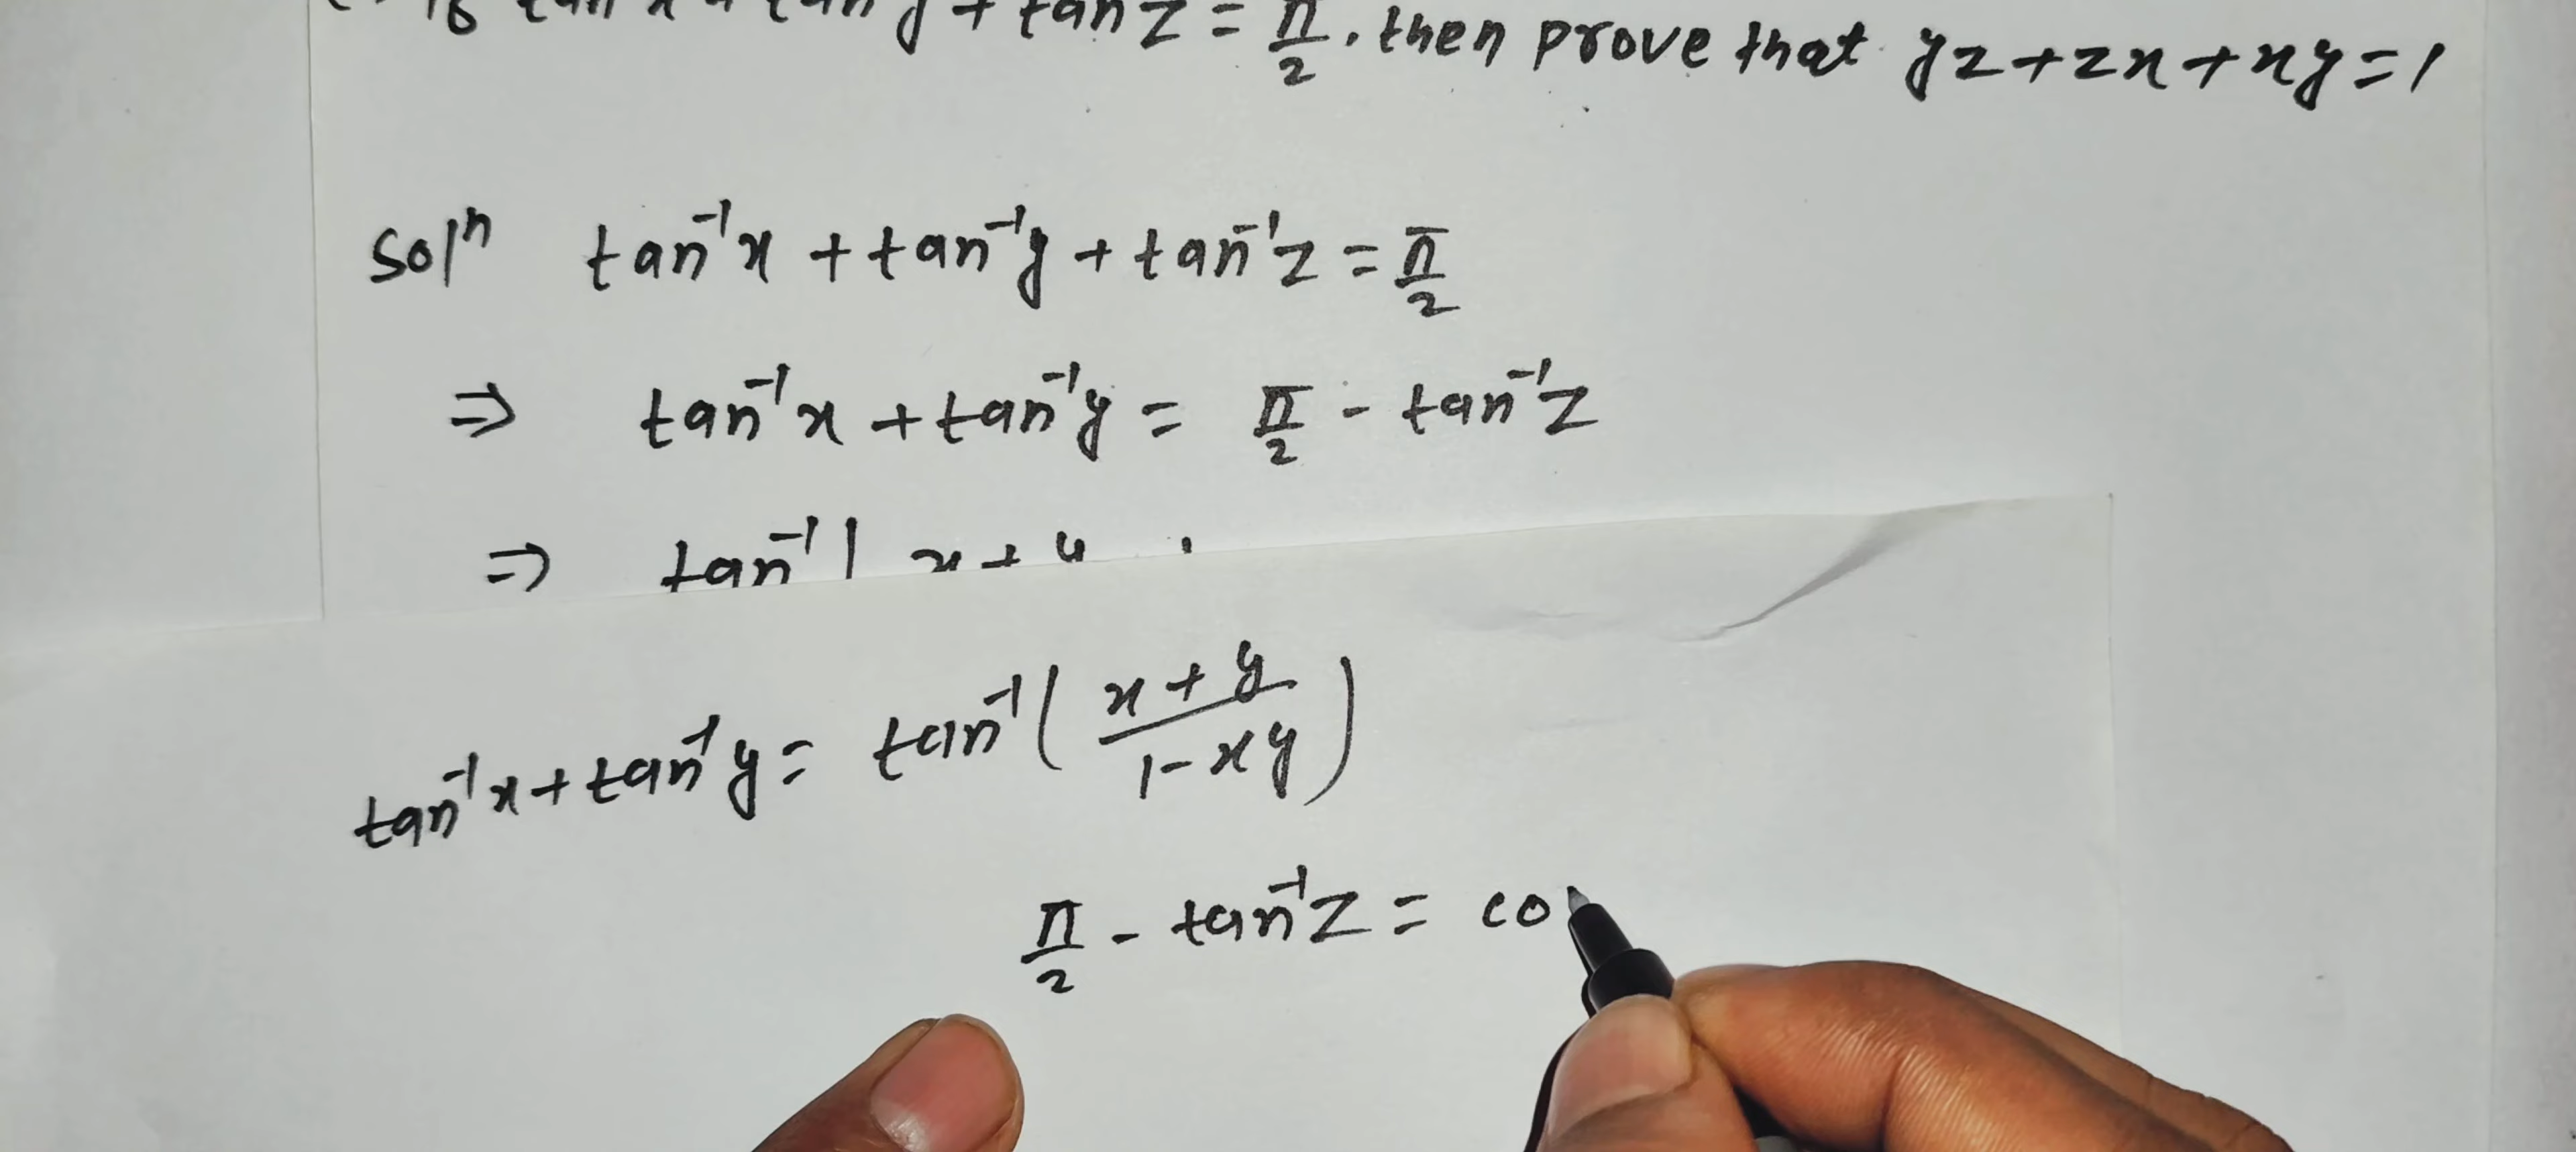 tan⁻¹z = π/2, then prove that yz+zx+xy=1
Solⁿ tan⁻¹x + tan⁻¹y + tan⁻¹z = π/2
⇒ tan⁻¹x + tan⁻¹y = π/2 - tan⁻¹z
⇒ tan⁻¹( x + y
tan⁻¹x + tan⁻¹y = tan⁻¹( (x+y)/(1-xy) )
π/2 - tan⁻¹z = co